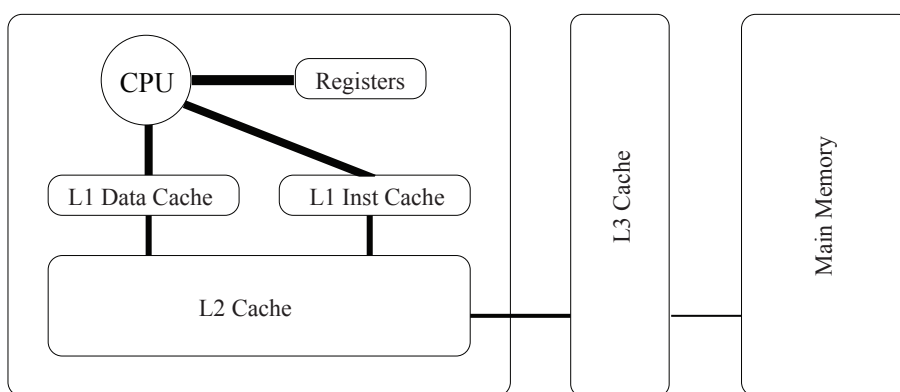 CPU
Registers
L1 Data Cache
L1 Inst Cache
L2 Cache
L3 Cache
Main Memory